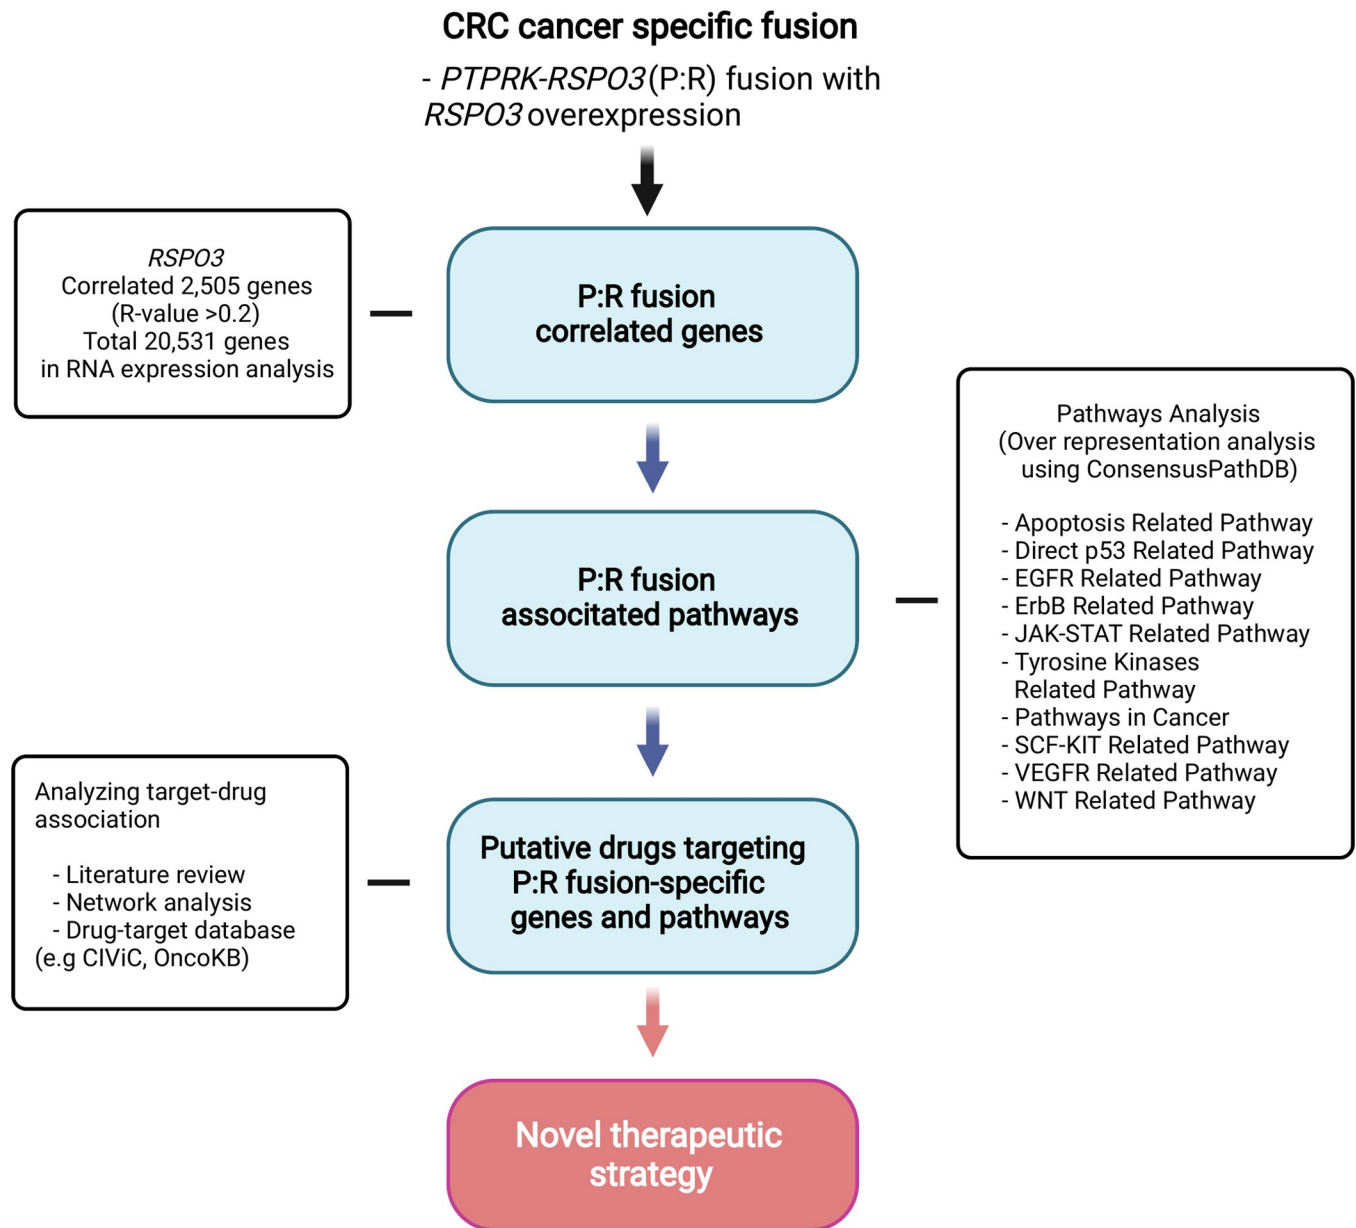 CRC cancer specific fusion
- PTPRK-RSPO3 (P:R) fusion with
RSPO3 overexpression
RSPO3
Correlated 2,505 genes
(R-value >0.2)
Total 20,531 genes
in RNA expression analysis
P:R fusion
correlated genes
P:R fusion
associtated pathways
Pathways Analysis
(Over representation analysis
using ConsensusPathDB)
- Apoptosis Related Pathway
- Direct p53 Related Pathway
- EGFR Related Pathway
- ErbB Related Pathway
- JAK-STAT Related Pathway
- Tyrosine Kinases
Related Pathway
- Pathways in Cancer
- SCF-KIT Related Pathway
- VEGFR Related Pathway
- WNT Related Pathway
Analyzing target-drug
association
- Literature review
- Network analysis
- Drug-target database
(e.g CIViC, OncoKB)
Putative drugs targeting
P:R fusion-specific
genes and pathways
Novel therapeutic
strategy